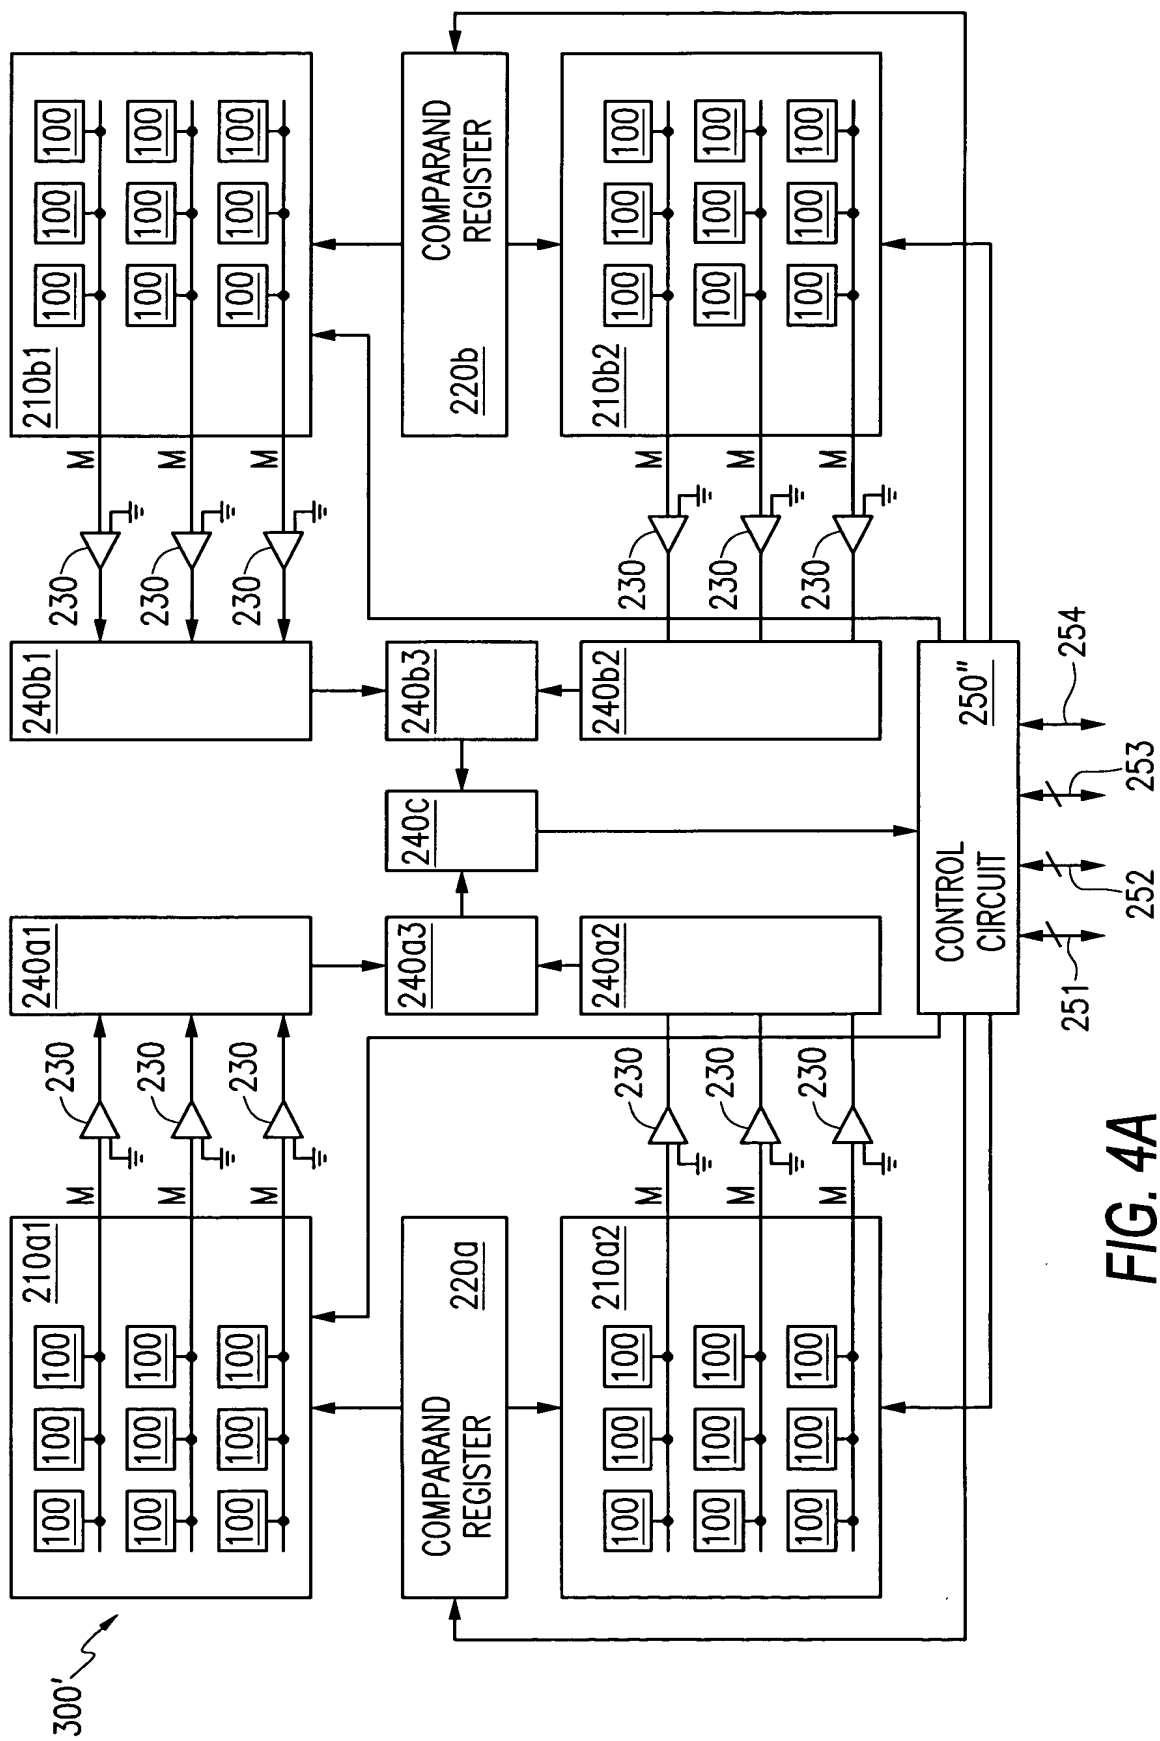 300'
210a1
100 100 100
100 100 100
100 100 100
M
M
M
230
230
230
240a1
240b1
230
230
230
M
M
M
210b1
100 100 100
100 100 100
100 100 100
COMPARAND
REGISTER
220a
240a3
240c
240b3
220b
COMPARAND
REGISTER
210a2
100 100 100
100 100 100
100 100 100
M
M
M
230
230
230
240a2
240b2
230
230
230
M
M
M
210b2
100 100 100
100 100 100
100 100 100
CONTROL
CIRCUIT
250"
251
252
253
254
FIG. 4A